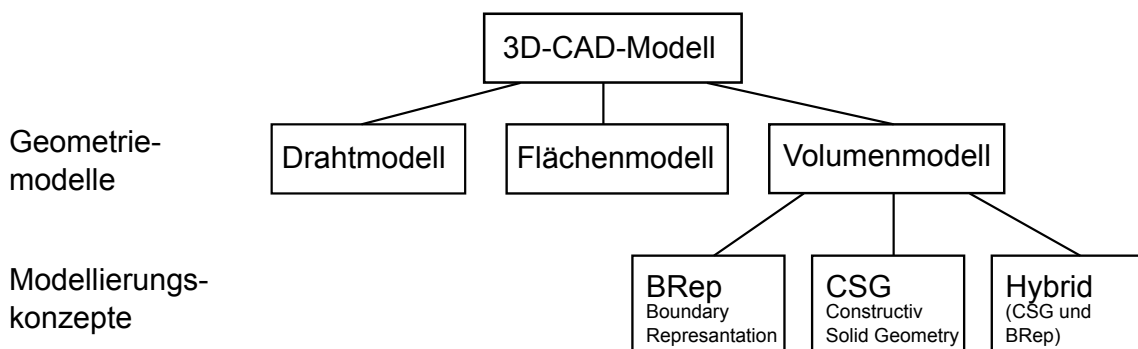 3D-CAD-Modell
Geometrie-
modelle
Drahtmodell
Flächenmodell
Volumenmodell
Modellierungs-
konzepte
BRep
Boundary
Represantation
CSG
Constructiv
Solid Geometry
Hybrid
(CSG und
BRep)